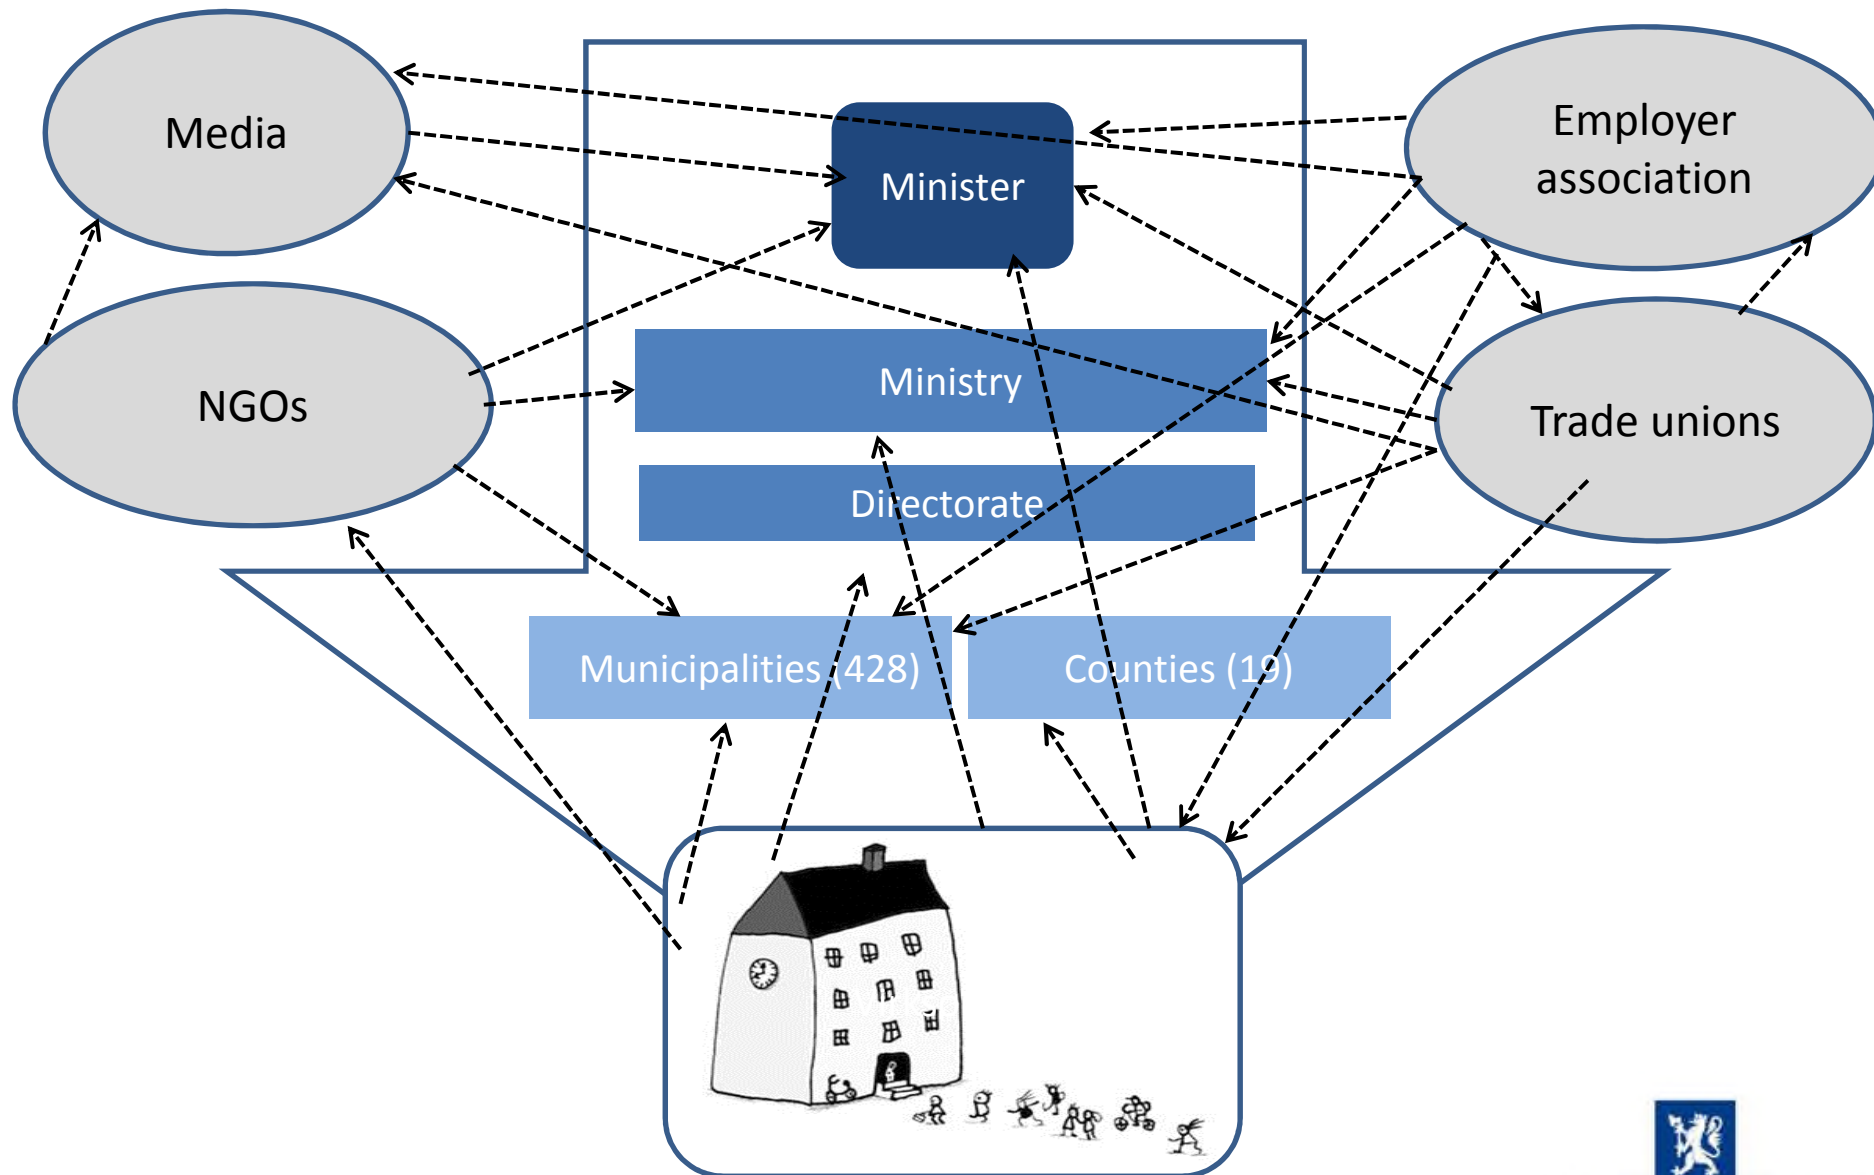 Media
Minister
Employer
association
Ministry
NGOs
Trade unions
Directorate
Municipalities (428)
Counties (19)